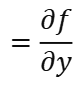 = ∂f/∂y